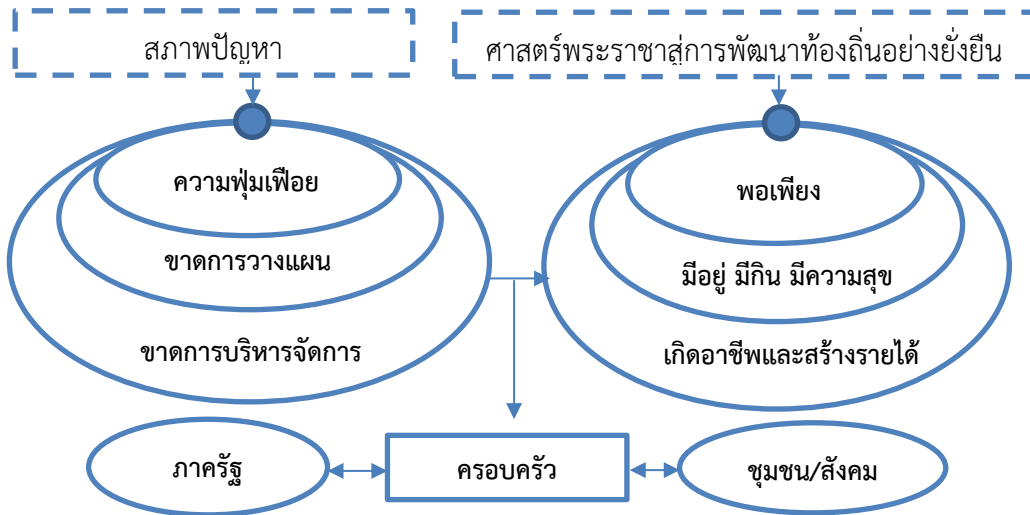 สภาพปัญหา
ศาสตร์พระราชาสู่การพัฒนาท้องถิ่นอย่างยั่งยืน
ความฟุ่มเฟือย
พอเพียง
ขาดการวางแผน
มีอยู่ มีกิน มีความสุข
ขาดการบริหารจัดการ
เกิดอาชีพและสร้างรายได้
ภาครัฐ
ครอบครัว
ชุมชน/สังคม